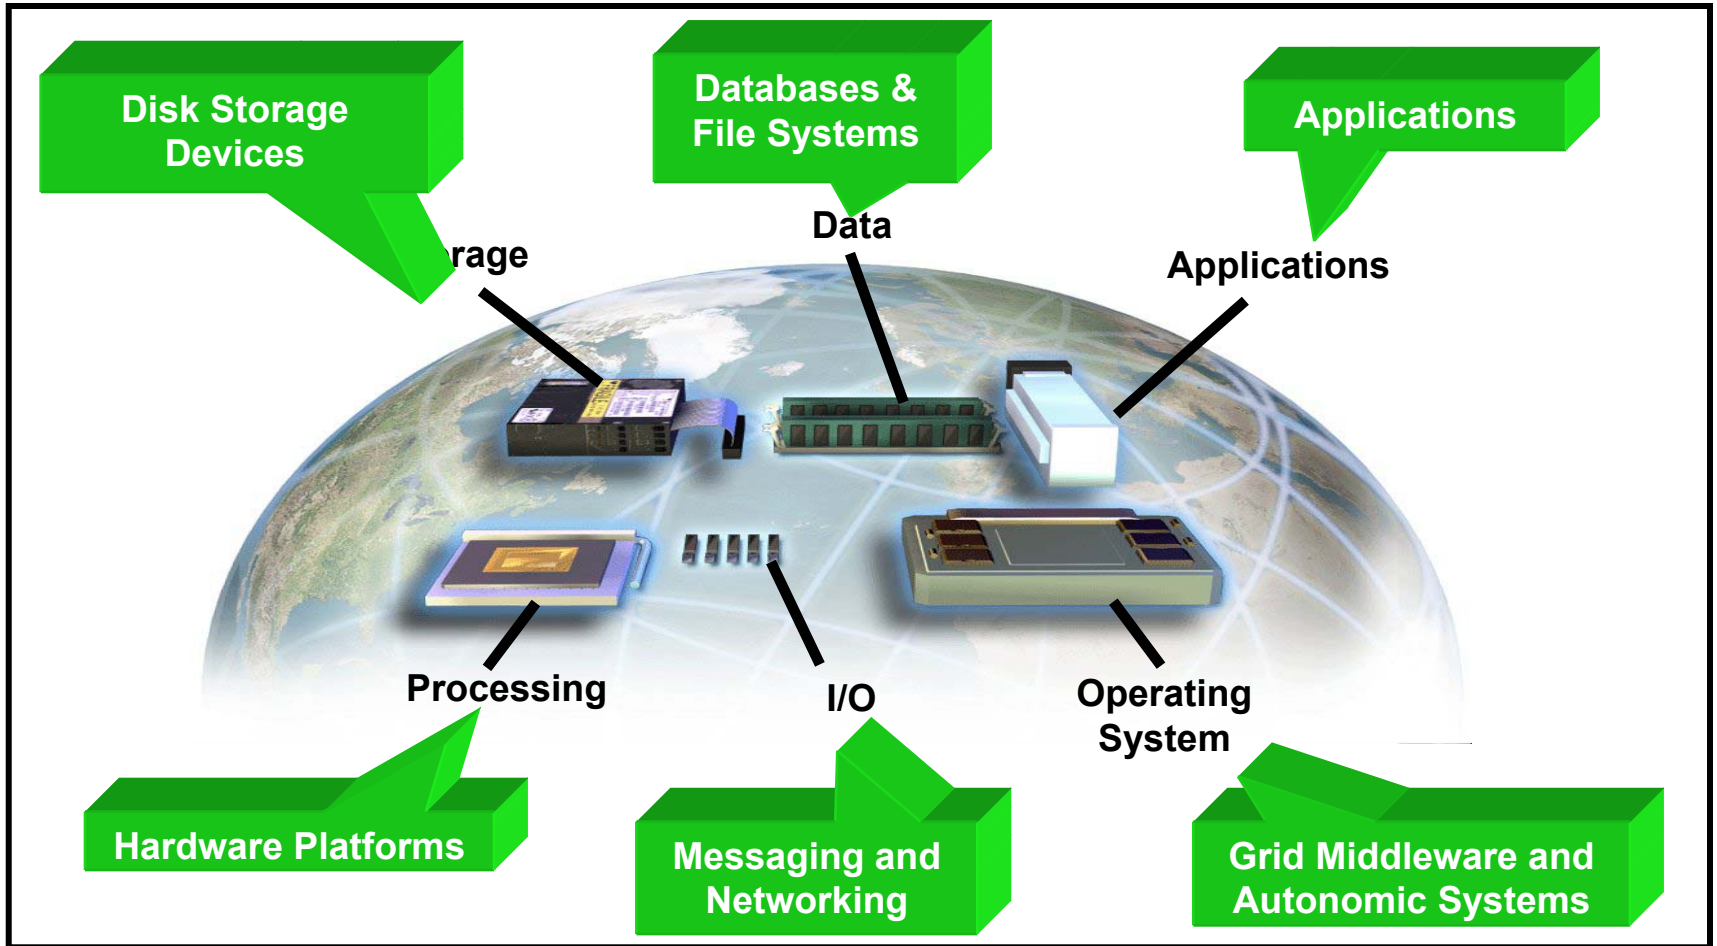 Disk Storage
Devices
Databases &
File Systems
Applications
Data
rage
Applications
Processing
I/O
Operating
System
Hardware Platforms
Messaging and
Networking
Grid Middleware and
Autonomic Systems